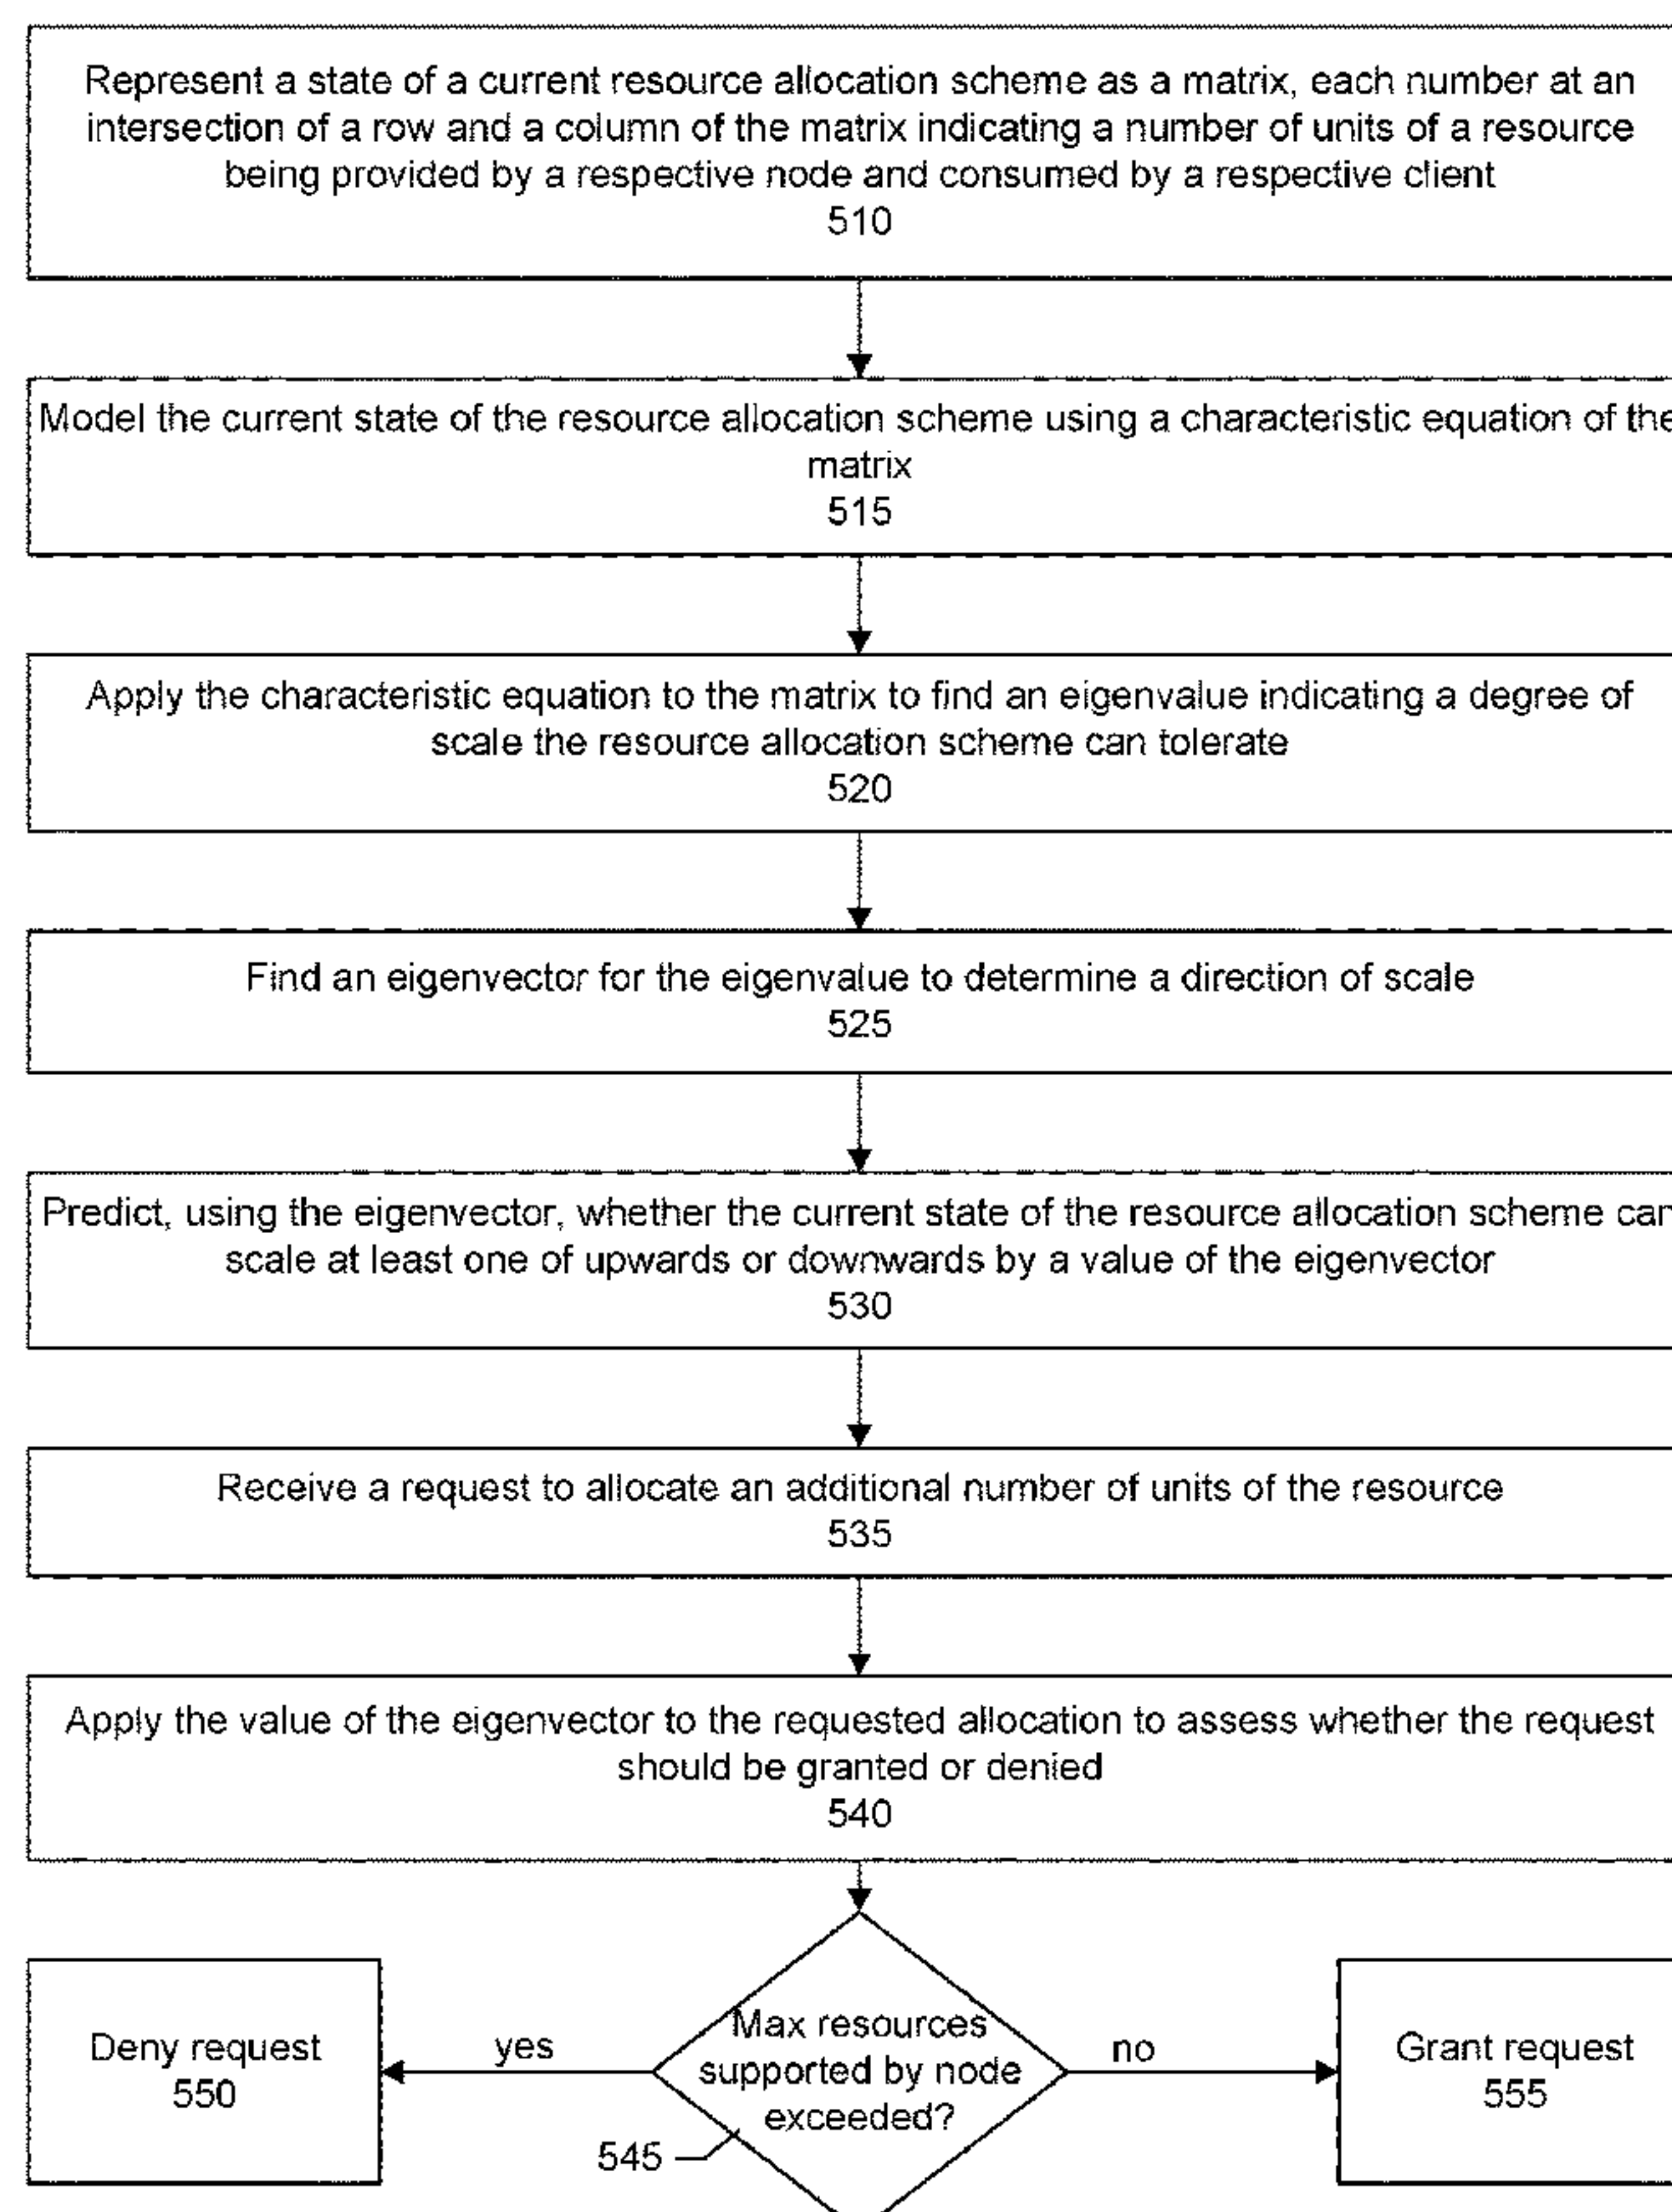 Represent a state of a current resource allocation scheme as a matrix, each number at an
intersection of a row and a column of the matrix indicating a number of units of a resource
being provided by a respective node and consumed by a respective client
510
Model the current state of the resource allocation scheme using a characteristic equation of the
matrix
515
Apply the characteristic equation to the matrix to find an eigenvalue indicating a degree of
scale the resource allocation scheme can tolerate
520
Find an eigenvector for the eigenvalue to determine a direction of scale
525
Predict, using the eigenvector, whether the current state of the resource allocation scheme can
scale at least one of upwards or downwards by a value of the eigenvector
530
Receive a request to allocate an additional number of units of the resource
535
Apply the value of the eigenvector to the requested allocation to assess whether the request
should be granted or denied
540
Deny request
550
yes
Max resources
supported by node
exceeded?
545
no
Grant request
555